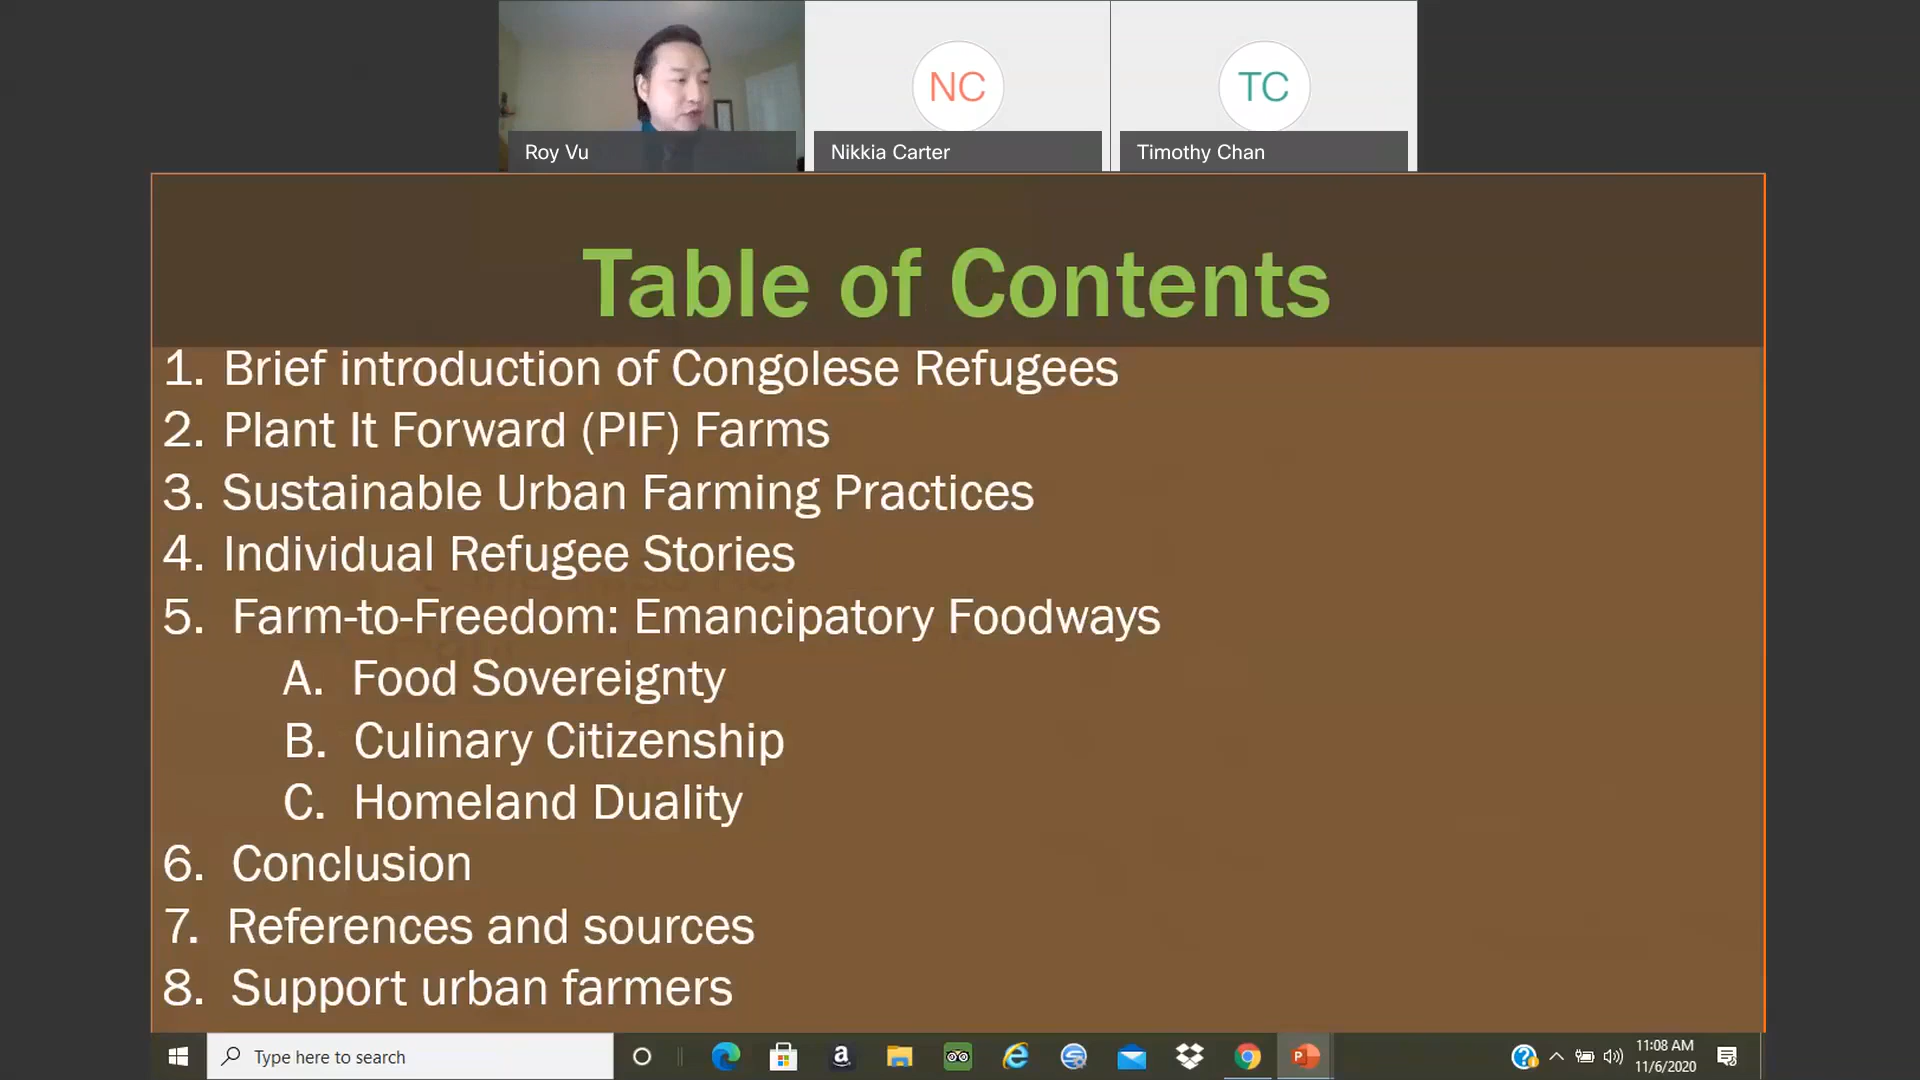 NC
TC
Roy Vu
Nikkia Carter
Timothy Chan
Table of Contents
1. Brief introduction of Congolese Refugees
2. Plant It Forward (PIF) Farms
3. Sustainable Urban Farming Practices
4. Individual Refugee Stories
5. Farm-to-Freedom: Emancipatory Foodways
A. Food Sovereignty
B. Culinary Citizenship
C. Homeland Duality
6. Conclusion
7. References and sources
8. Support urban farmers
Type here to search
11:08 AM
11/6/2020